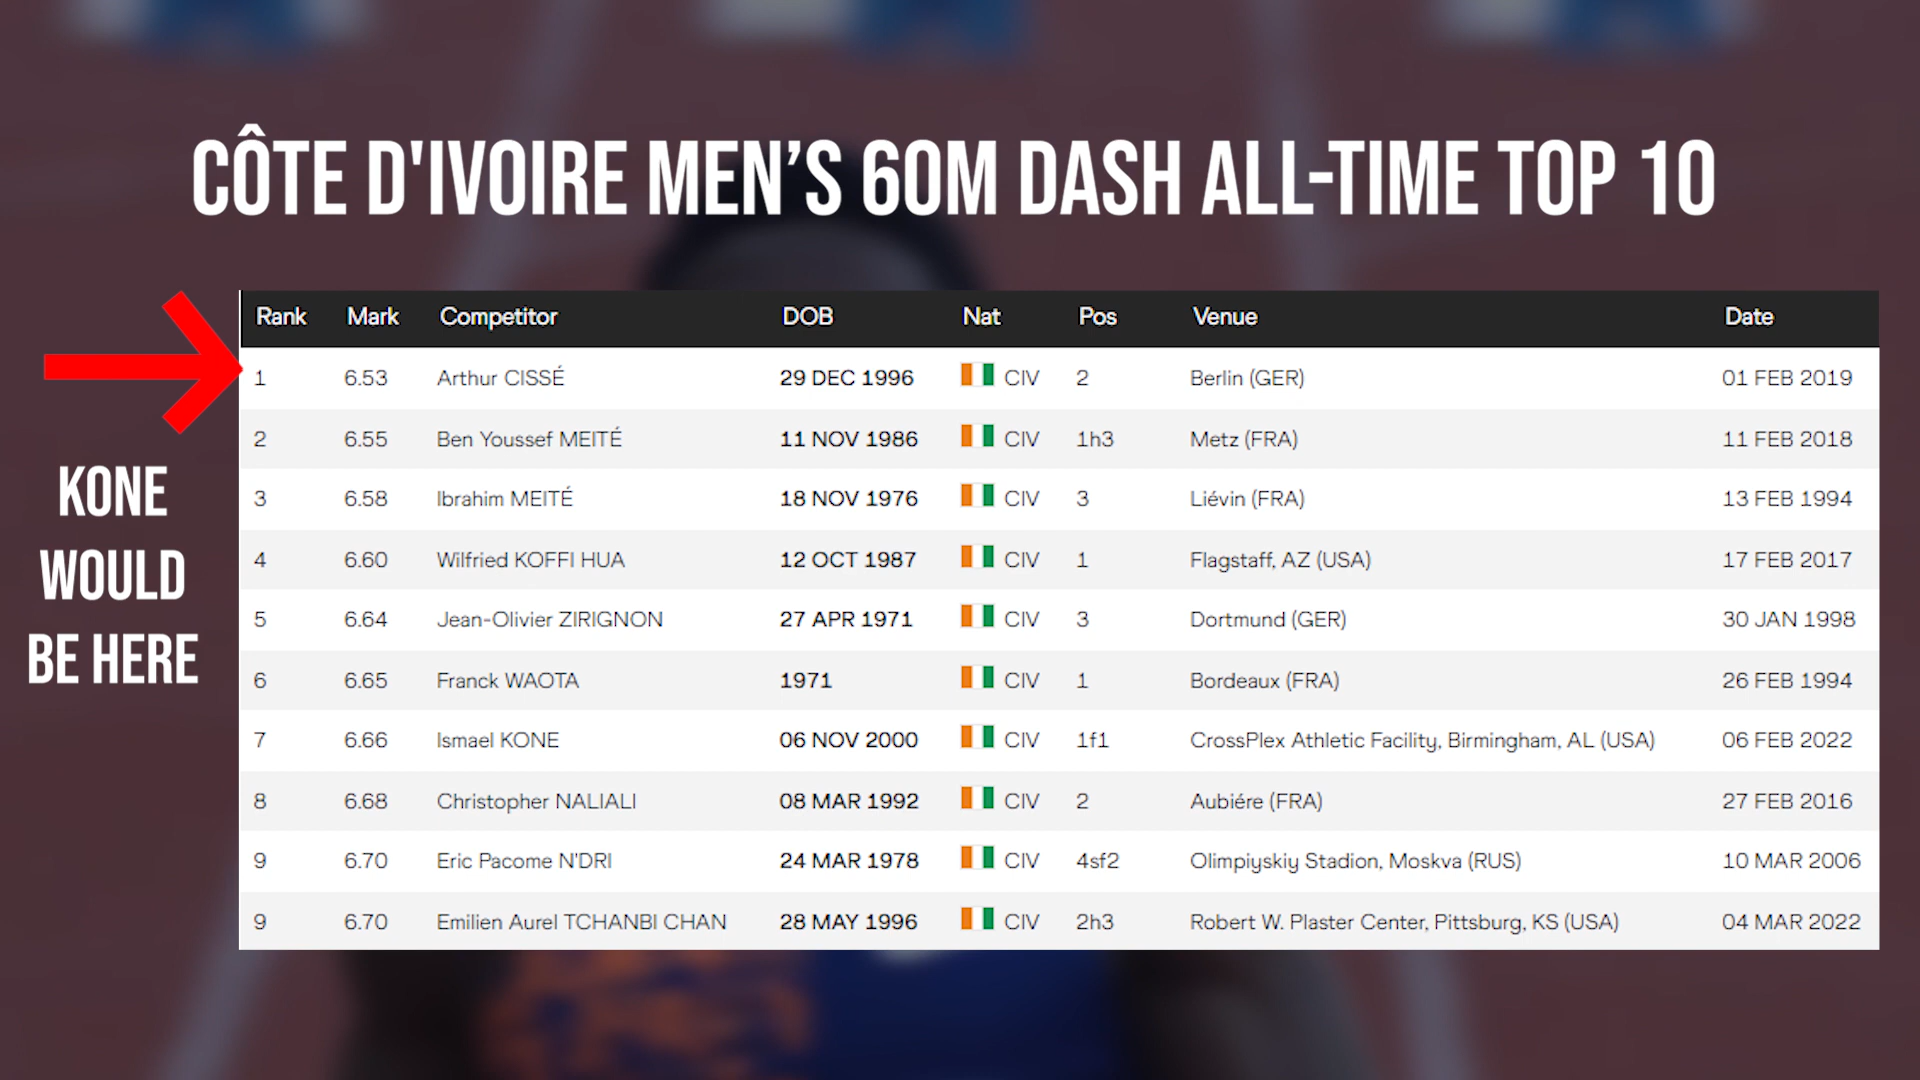 CÔTE D'IVOIRE MEN’S 60M DASH ALL-TIME TOP 10
Rank Mark Competitor DOB Nat Pos Venue Date
1 6.53 Arthur CISSÉ 29 DEC 1996 CIV 2 Berlin (GER) 01 FEB 2019
2 6.55 Ben Youssef MEITÉ 11 NOV 1986 CIV 1h3 Metz (FRA) 11 FEB 2018
3 6.58 Ibrahim MEITÉ 18 NOV 1976 CIV 3 Liévin (FRA) 13 FEB 1994
4 6.60 Wilfried KOFFI HUA 12 OCT 1987 CIV 1 Flagstaff, AZ (USA) 17 FEB 2017
5 6.64 Jean-Olivier ZIRIGNON 27 APR 1971 CIV 3 Dortmund (GER) 30 JAN 1998
6 6.65 Franck WAOTA 1971 CIV 1 Bordeaux (FRA) 26 FEB 1994
7 6.66 Ismael KONE 06 NOV 2000 CIV 1f1 CrossPlex Athletic Facility, Birmingham, AL (USA) 06 FEB 2022
8 6.68 Christopher NALIALI 08 MAR 1992 CIV 2 Aubiére (FRA) 27 FEB 2016
9 6.70 Eric Pacome N'DRI 24 MAR 1978 CIV 4sf2 Olimpiyskiy Stadion, Moskva (RUS) 10 MAR 2006
9 6.70 Emilien Aurel TCHANBI CHAN 28 MAY 1996 CIV 2h3 Robert W. Plaster Center, Pittsburg, KS (USA) 04 MAR 2022
KONE
WOULD
BE HERE